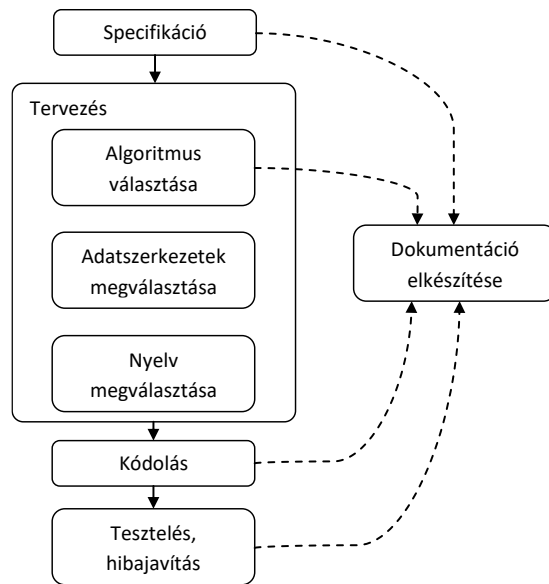 Specifikáció
Tervezés
Algoritmus
választása
Adatszerkezetek
megválasztása
Nyelv
megválasztása
Dokumentáció
elkészítése
Kódolás
Tesztelés,
hibajavítás